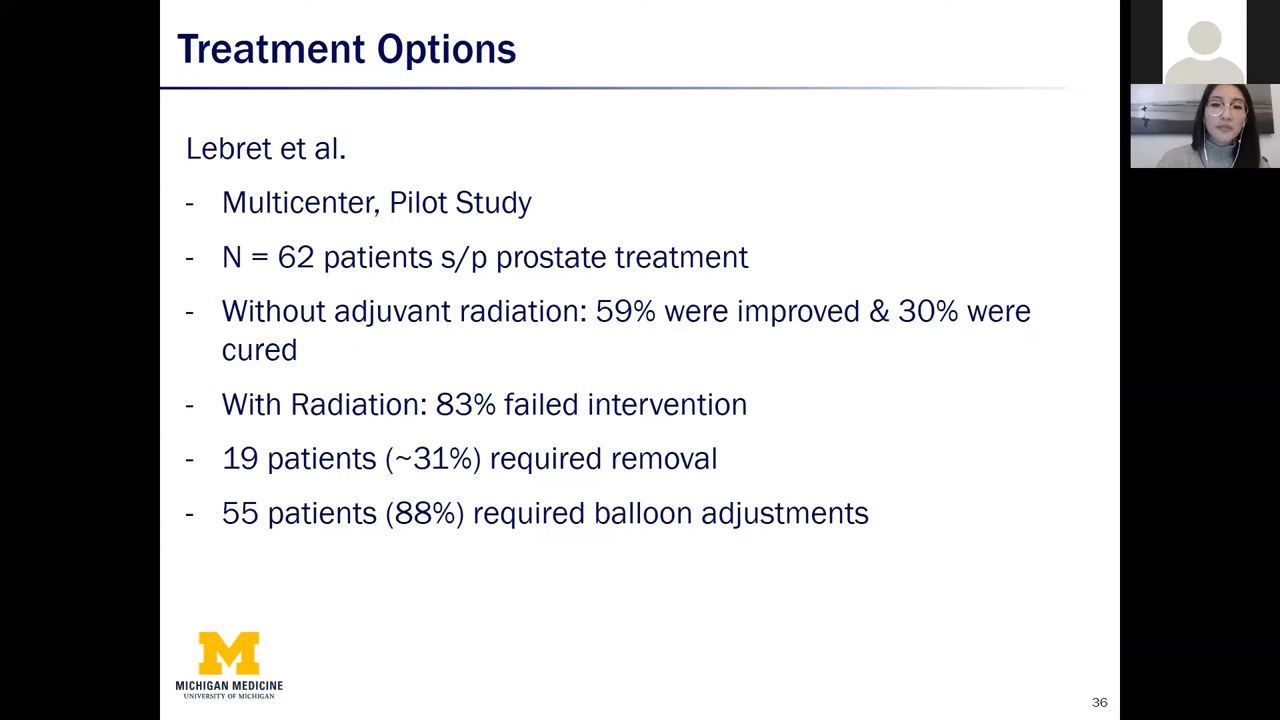 Treatment Options
Lebret et al.
- Multicenter, Pilot Study
- N = 62 patients s/p prostate treatment
- Without adjuvant radiation: 59% were improved & 30% were
cured
- With Radiation: 83% failed intervention
- 19 patients (~31%) required removal
- 55 patients (88%) required balloon adjustments
M
MICHIGAN MEDICINE
UNIVERSITY OF MICHIGAN
36